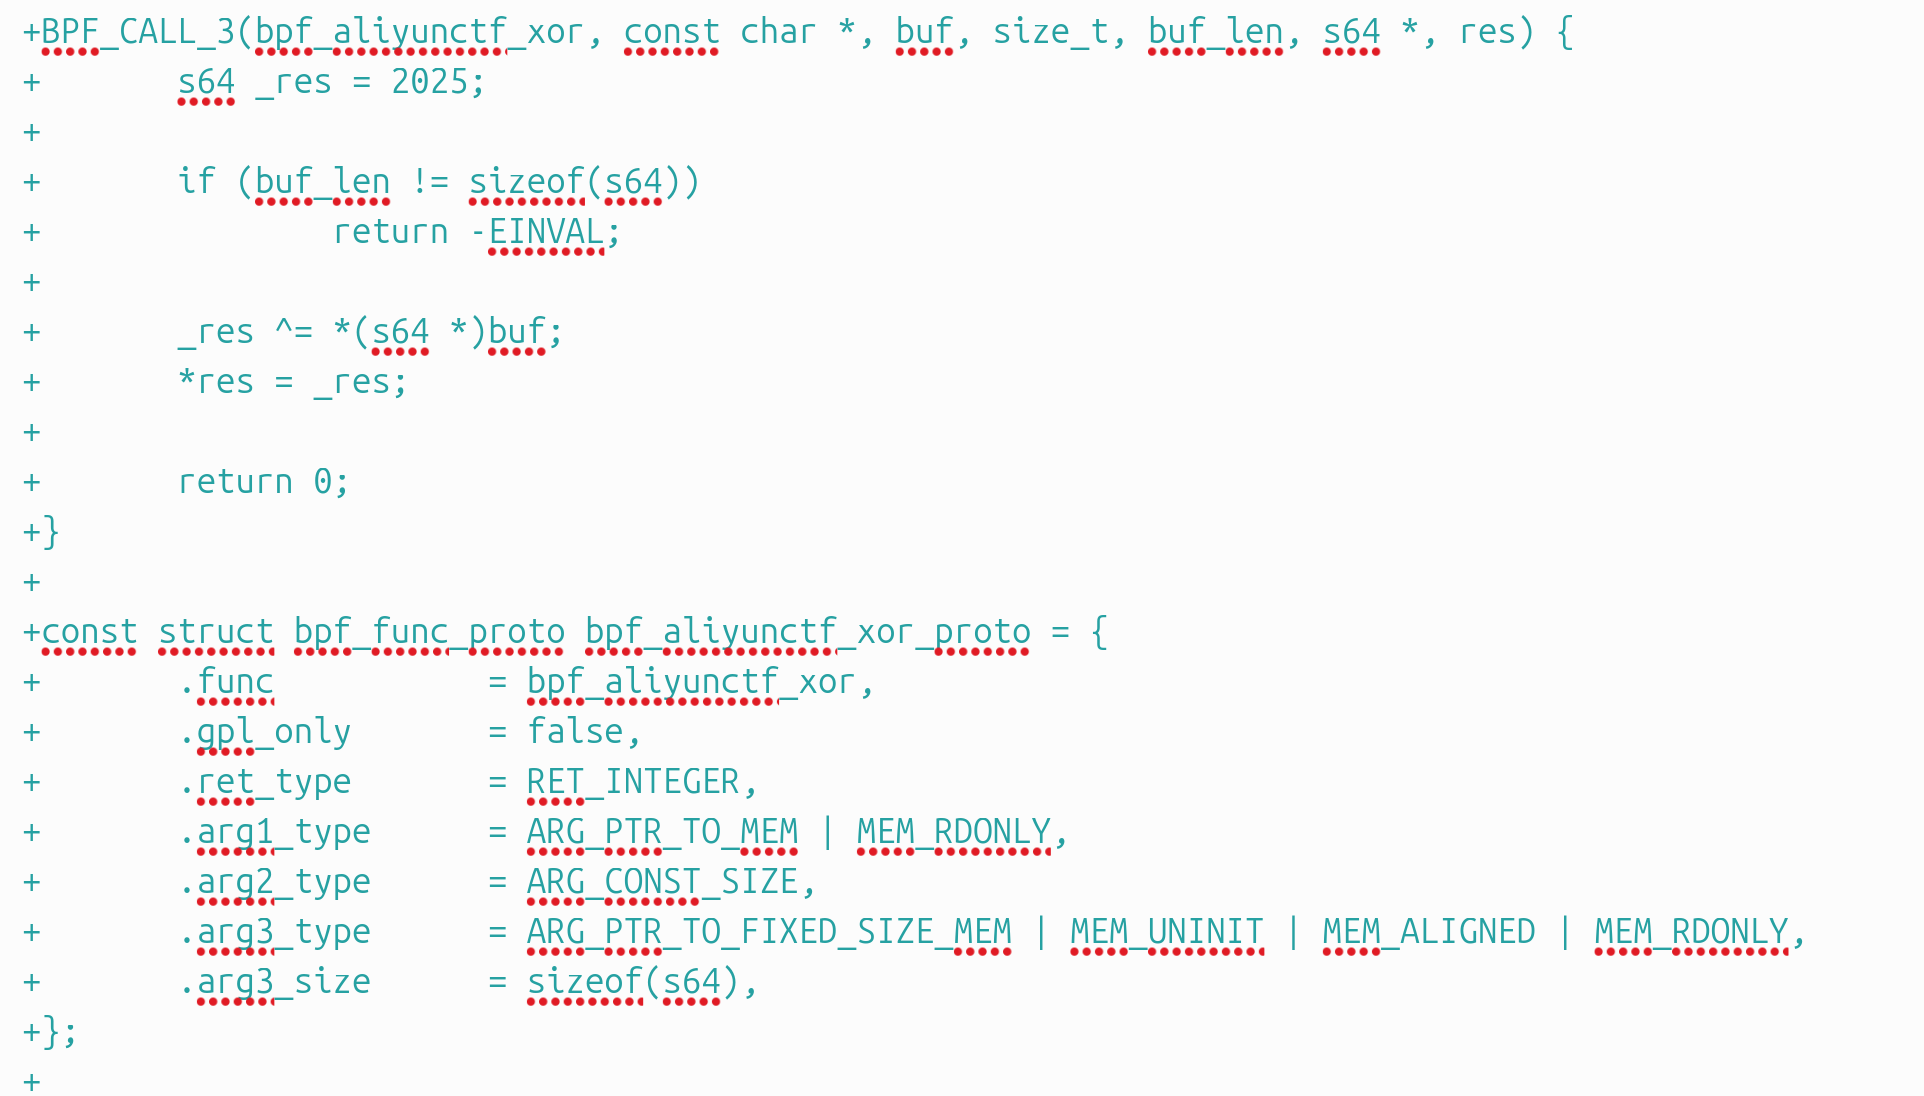 +BPF_CALL_3(bpf_aliyunctf_xor, const char *, buf, size_t, buf_len, s64 *, res) {
+       s64 _res = 2025;
+
+       if (buf_len != sizeof(s64))
+               return -EINVAL;
+
+       _res ^= *(s64 *)buf;
+       *res = _res;
+
+       return 0;
+}
+
+const struct bpf_func_proto bpf_aliyunctf_xor_proto = {
+       .func           = bpf_aliyunctf_xor,
+       .gpl_only       = false,
+       .ret_type       = RET_INTEGER,
+       .arg1_type      = ARG_PTR_TO_MEM | MEM_RDONLY,
+       .arg2_type      = ARG_CONST_SIZE,
+       .arg3_type      = ARG_PTR_TO_FIXED_SIZE_MEM | MEM_UNINIT | MEM_ALIGNED | MEM_RDONLY,
+       .arg3_size      = sizeof(s64),
+};
+